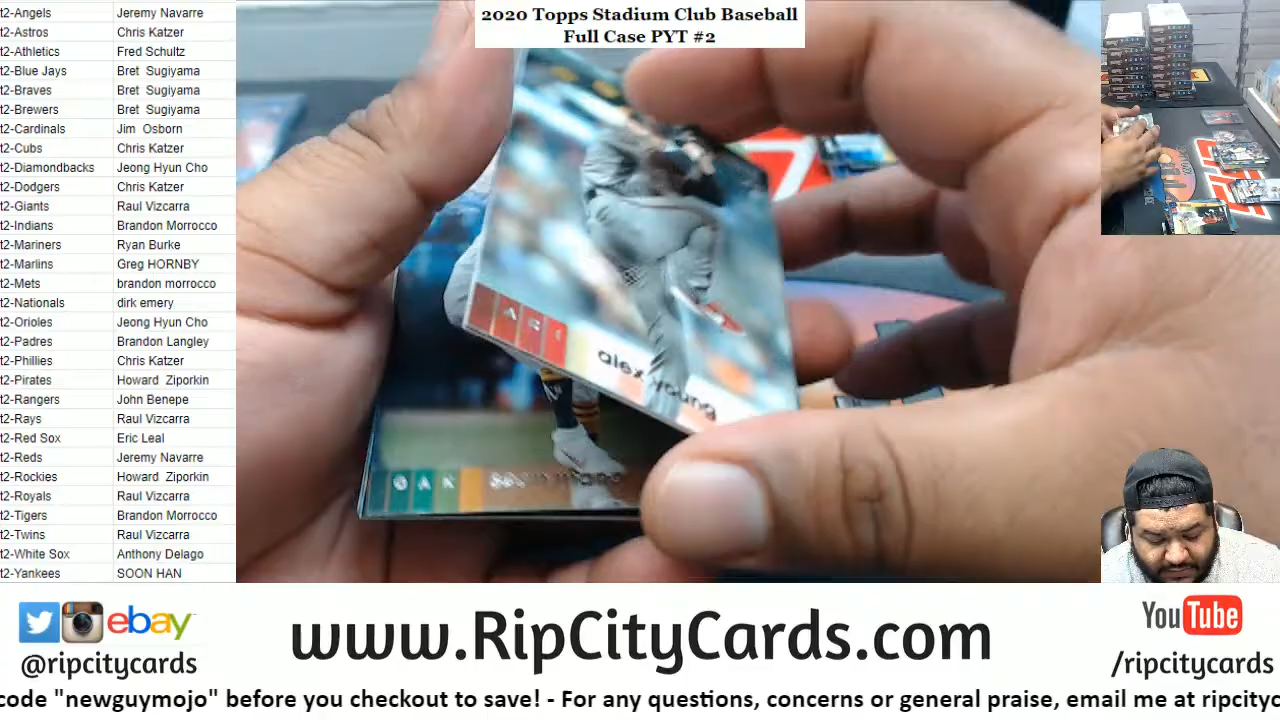 2020 Topps Stadium Club Baseball
Full Case PYT #2
t2-Angels Jeremy Navarre
t2-Astros Chris Katzer
t2-Athletics Fred Schultz
t2-Blue Jays Bret Sugiyama
t2-Braves Bret Sugiyama
t2-Brewers Bret Sugiyama
t2-Cardinals Jim Osborn
t2-Cubs Chris Katzer
t2-Diamondbacks Jeong Hyun Cho
t2-Dodgers Chris Katzer
t2-Giants Raul Vizcarra
t2-Indians Brandon Morrocco
t2-Mariners Ryan Burke
t2-Marlins Greg HORNBY
t2-Mets brandon morrocco
t2-Nationals dirk emery
t2-Orioles Jeong Hyun Cho
t2-Padres Brandon Langley
t2-Phillies Chris Katzer
t2-Pirates Howard Ziporkin
t2-Rangers John Benepe
t2-Rays Raul Vizcarra
t2-Red Sox Eric Leal
t2-Reds Jeremy Navarre
t2-Rockies Howard Ziporkin
t2-Royals Raul Vizcarra
t2-Tigers Brandon Morrocco
t2-Twins Raul Vizcarra
t2-White Sox Anthony Delago
t2-Yankees SOON HAN
ARI
alex young
OAK
ebay
@ripcitycards
www.RipCityCards.com
YouTube
/ripcitycards
code "newguymojo" before you checkout to save! - For any questions, concerns or general praise, email me at ripcityc